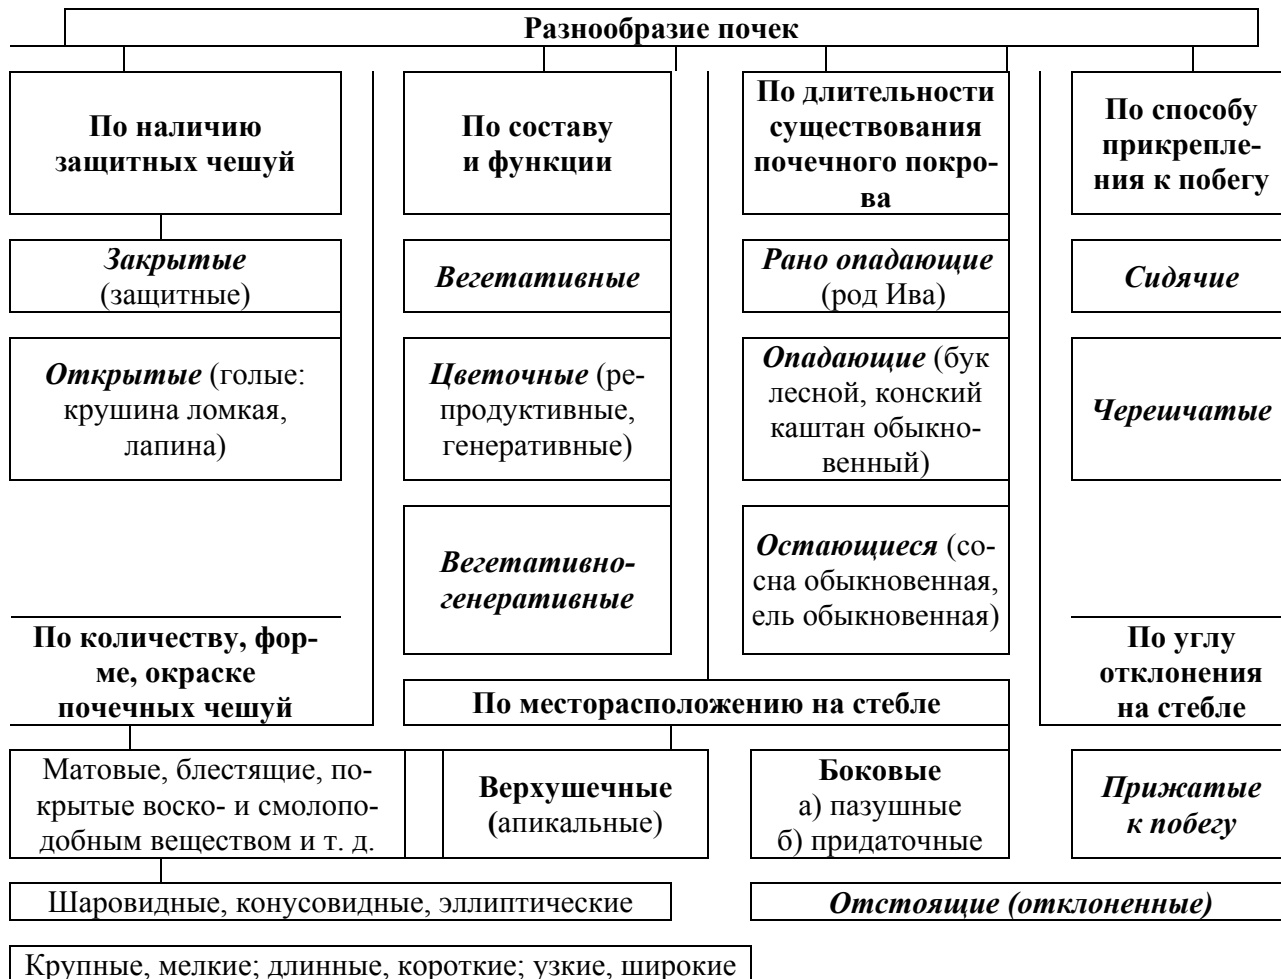 Разнообразие почек
По наличию
защитных чешуй
По составу
и функции
По длительности
существования
почечного покро-
ва
По способу
прикрепле-
ния к побегу
Закрытые
(защитные)
Вегетативные
Рано опадающие
(род Ива)
Сидячие
Открытые (голые:
крушина ломкая,
лапина)
Цветочные (ре-
продуктивные,
генеративные)
Опадающие (бук
лесной, конский
каштан обыкно-
венный)
Черешчатые
Вегетативно-
генеративные
Остающиеся (со-
сна обыкновенная,
ель обыкновенная)
По количеству, фор-
ме, окраске
почечных чешуй
По месторасположению на стебле
По углу
отклонения
на стебле
Матовые, блестящие, по-
крытые воско- и смолопо-
добным веществом и т. д.
Верхушечные
(апикальные)
Боковые
а) пазушные
б) придаточные
Прижатые
к побегу
Шаровидные, конусовидные, эллиптические
Отстоящие (отклоненные)
Крупные, мелкие; длинные, короткие; узкие, широкие